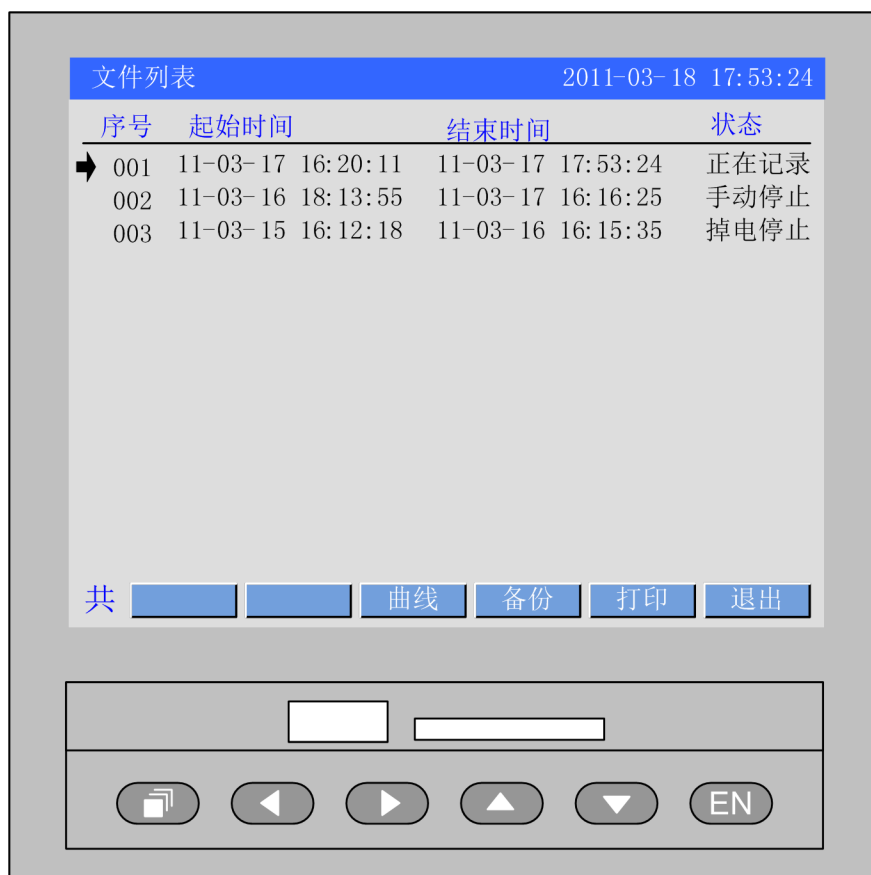 文件列表 2011-03-18 17:53:24
序号 起始时间 结束时间 状态
001 11-03-17 16:20:11 11-03-17 17:53:24 正在记录
002 11-03-16 18:13:55 11-03-17 16:16:25 手动停止
003 11-03-15 16:12:18 11-03-16 16:15:35 掉电停止
共 曲线 备份 打印 退出
EN